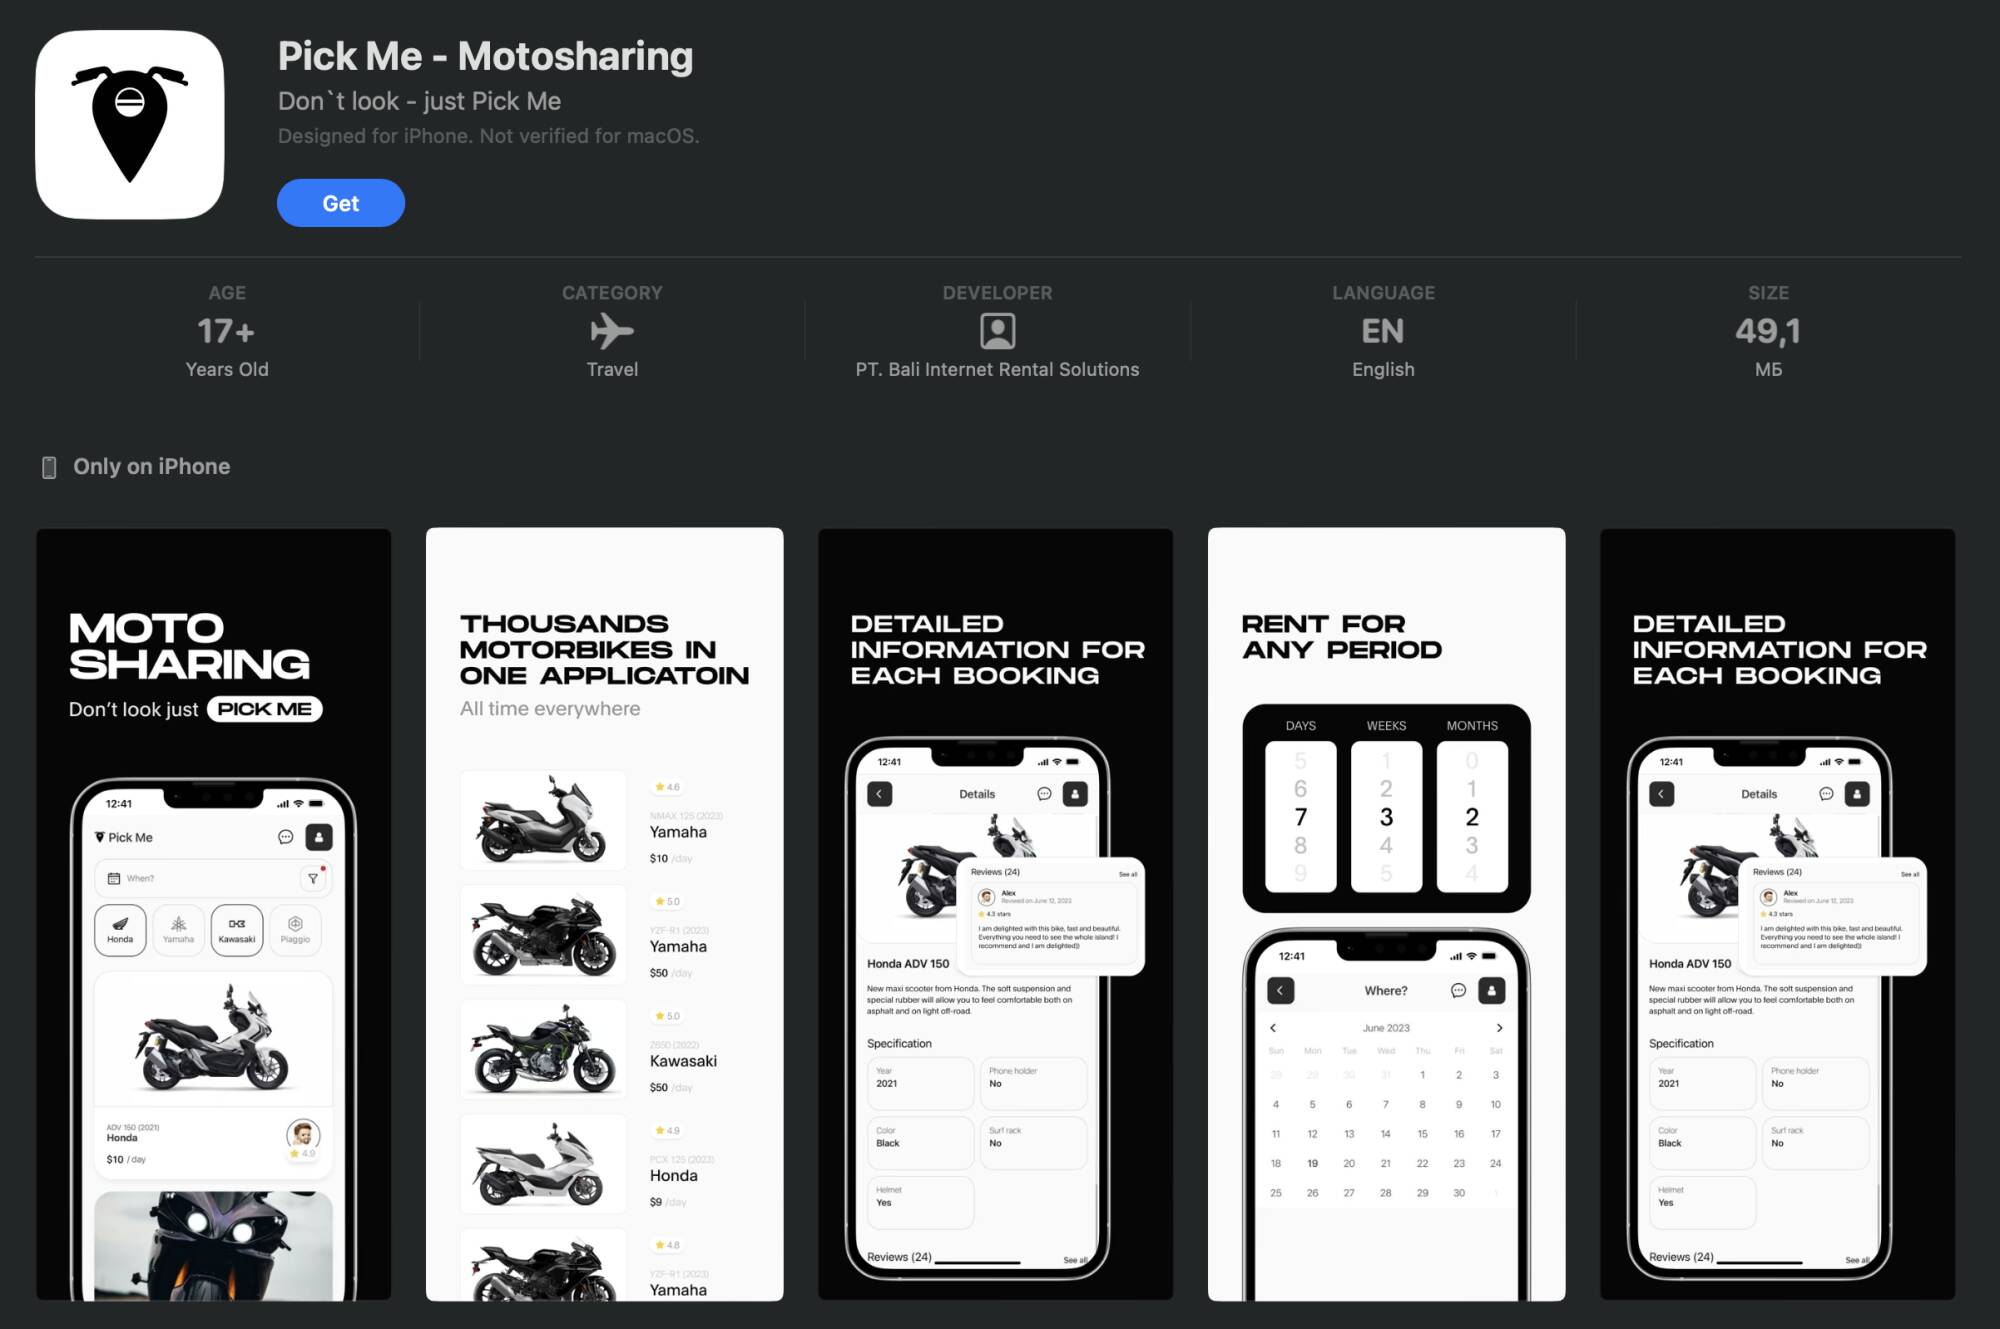 Pick Me - Motosharing
Don`t look - just Pick Me
Designed for iPhone. Not verified for macOS.
Get
AGE
17+
Years Old
CATEGORY
Travel
DEVELOPER
PT. Bali Internet Rental Solutions
LANGUAGE
EN
English
SIZE
49,1
МБ
Only on iPhone
MOTO
SHARING
Don't look just PICK ME
12:41
Pick Me
When?
Honda
Yamaha
Kawasaki
Piaggio
ADV 150 (2021)
Honda
$10 / day
4.9
THOUSANDS
MOTORBIKES IN
ONE APPLICATOIN
All time everywhere
4.6
NMAX 125 (2023)
Yamaha
$10 /day
5.0
YZF-R1 (2023)
Yamaha
$50 /day
5.0
Z650 (2022)
Kawasaki
$50 /day
4.9
PCX 125 (2023)
Honda
$9 /day
4.8
YZF-R1 (2023)
Yamaha
DETAILED
INFORMATION FOR
EACH BOOKING
12:41
Details
Reviews (24)
See all
Alex
Reviwed on June 12, 2023
4.3 stars
I am delighted with this bike, fast and beautiful.
Everything you need to see the whole island! I
recommend and I am delighted))
Honda ADV 150
New maxi scooter from Honda. The soft suspension and
special rubber will allow you to feel comfortable both on
asphalt and on light off-road.
Specification
Year
2021
Phone holder
No
Color
Black
Surf rack
No
Helmet
Yes
Reviews (24)
See all
RENT FOR
ANY PERIOD
DAYS WEEKS MONTHS
5 1 0
6 2 1
7 3 2
8 4 3
9 5 4
12:41
Where?
June 2023
Sun Mon Tue Wed Thu Fri Sat
28 29 30 31 1 2 3
4 5 6 7 8 9 10
11 12 13 14 15 16 17
18 19 20 21 22 23 24
25 26 27 28 29 30 1
DETAILED
INFORMATION FOR
EACH BOOKING
12:41
Details
Reviews (24)
See all
Alex
Reviwed on June 12, 2023
4.3 stars
I am delighted with this bike, fast and beautiful.
Everything you need to see the whole island! I
recommend and I am delighted))
Honda ADV 150
New maxi scooter from Honda. The soft suspension and
special rubber will allow you to feel comfortable both on
asphalt and on light off-road.
Specification
Year
2021
Phone holder
No
Color
Black
Surf rack
No
Helmet
Yes
Reviews (24)
See all